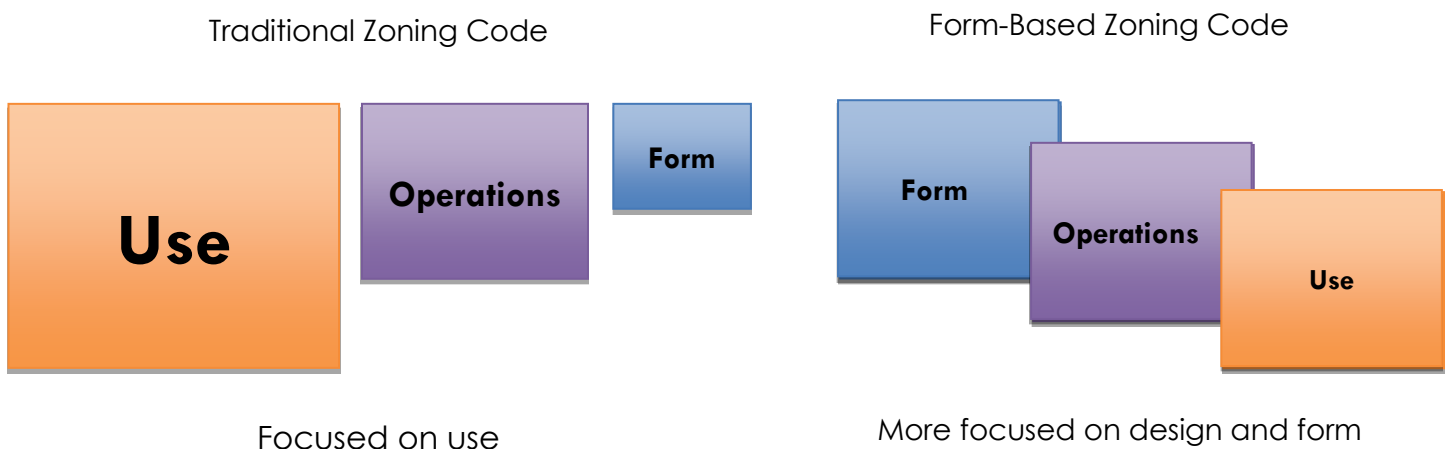 Traditional Zoning Code
Use
Operations
Form
Focused on use
Form-Based Zoning Code
Form
Operations
Use
More focused on design and form